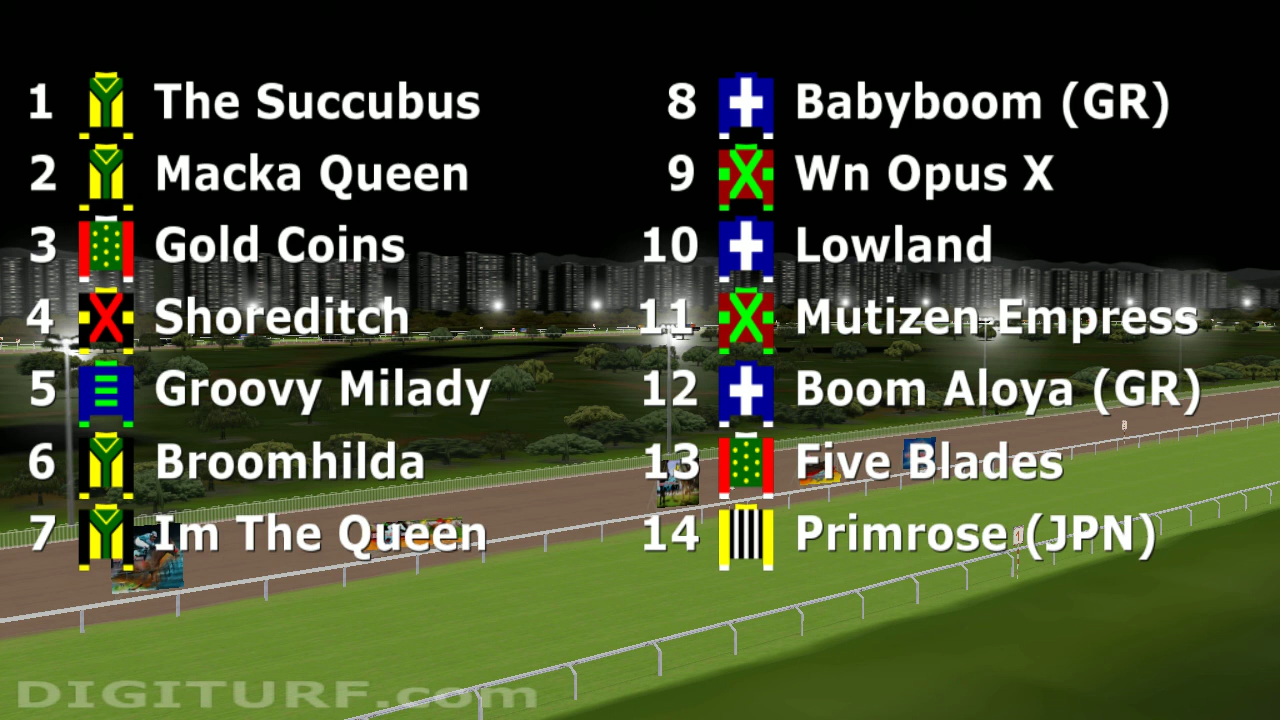 1 The Succubus
2 Macka Queen
3 Gold Coins
4 Shoreditch
5 Groovy Milady
6 Broomhilda
7 Im The Queen
8 Babyboom (GR)
9 Wn Opus X
10 Lowland
11 Mutizen Empress
12 Boom Aloya (GR)
13 Five Blades
14 Primrose (JPN)
1
DIGITURF.com